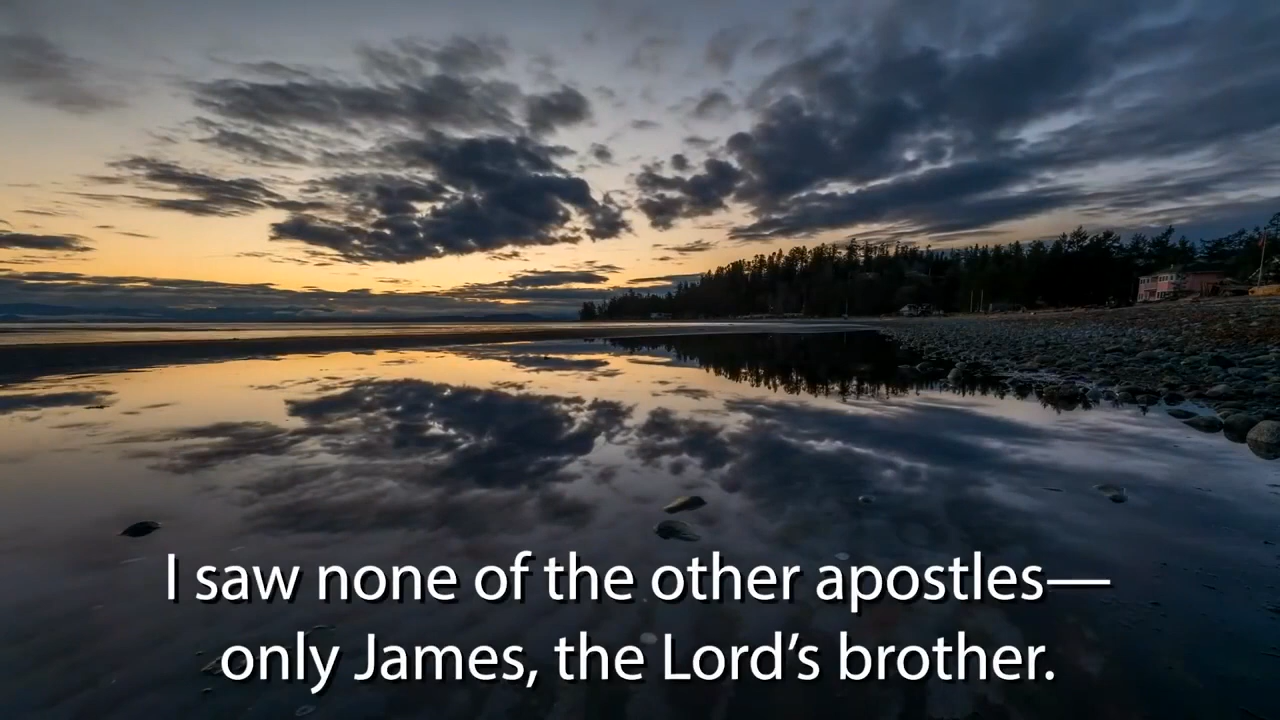 I saw none of the other apostles—
only James, the Lord’s brother.